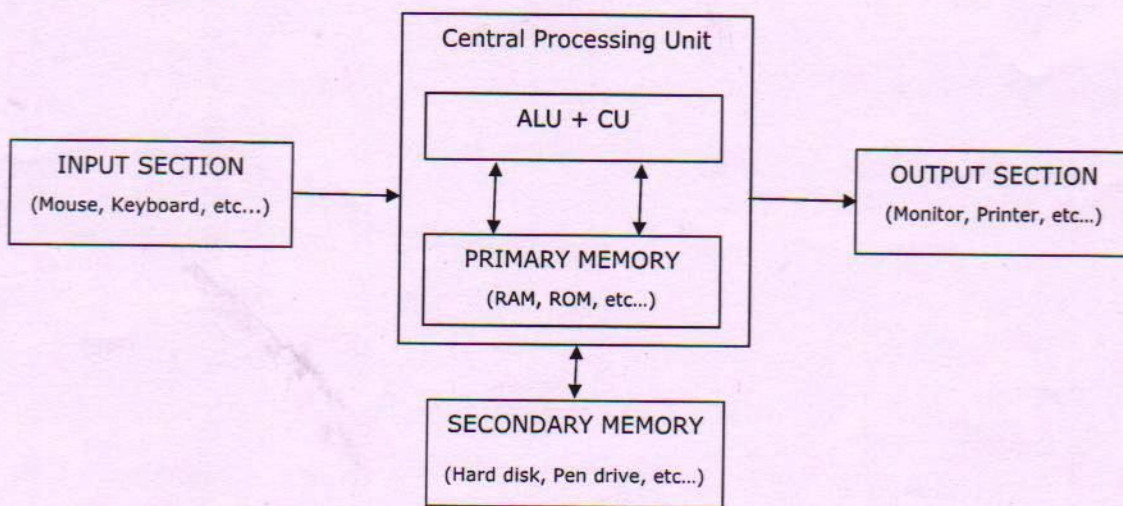 Central Processing Unit
ALU + CU
INPUT SECTION
(Mouse, Keyboard, etc...)
OUTPUT SECTION
(Monitor, Printer, etc...)
PRIMARY MEMORY
(RAM, ROM, etc...)
SECONDARY MEMORY
(Hard disk, Pen drive, etc...)